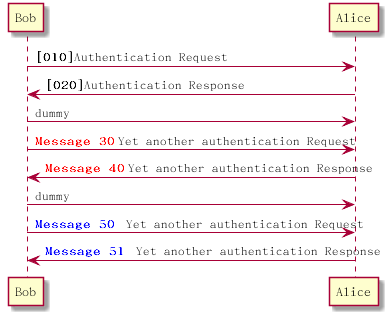 Bob Alice
[010]Authentication Request
[020]Authentication Response
dummy
Message 30 Yet another authentication Request
Message 40 Yet another authentication Response
dummy
Message 50 Yet another authentication Request
Message 51 Yet another authentication Response
Bob Alice